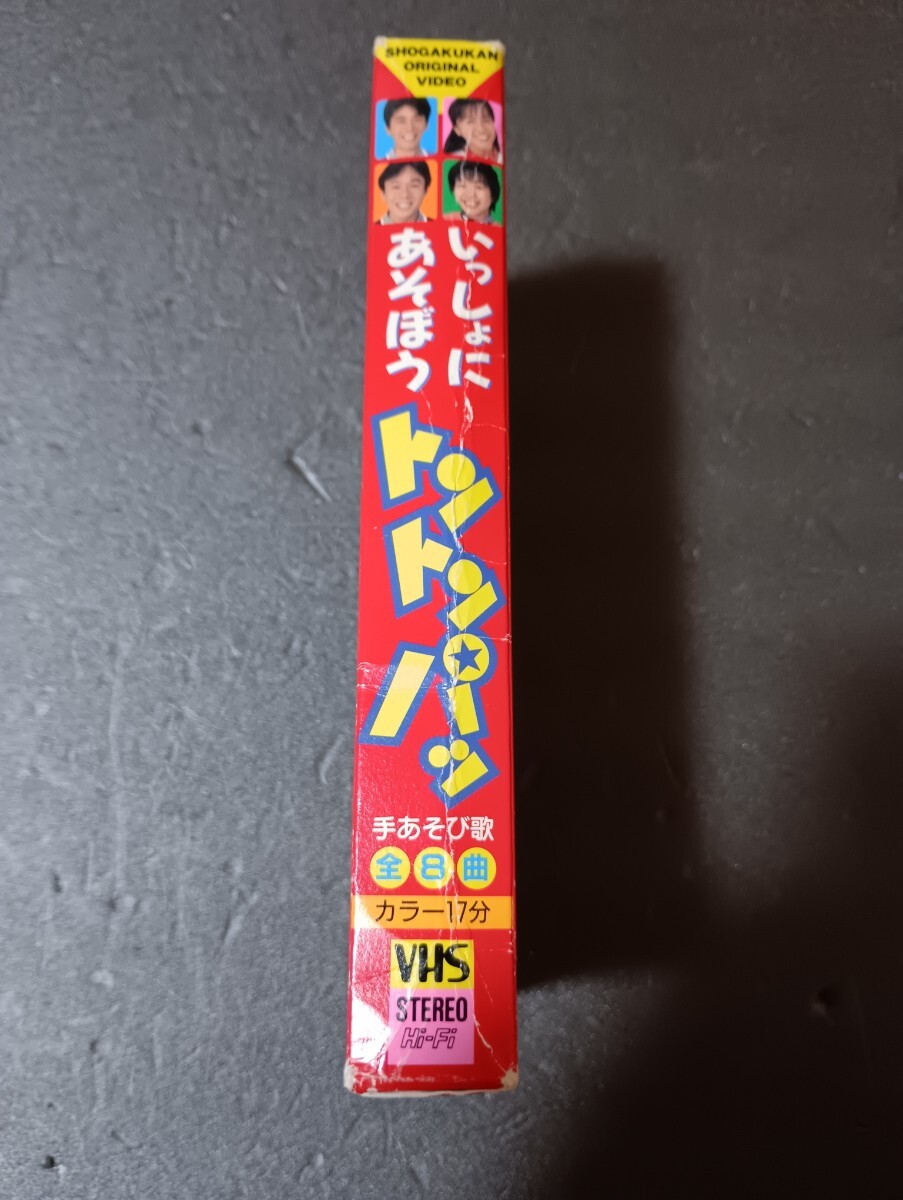 SHOGAKUKAN
ORIGINAL
VIDEO
いっしょに
あそぼう
トントンパーッ
手あそび歌
全8曲
カラー17分
VHS
STEREO
Hi-Fi